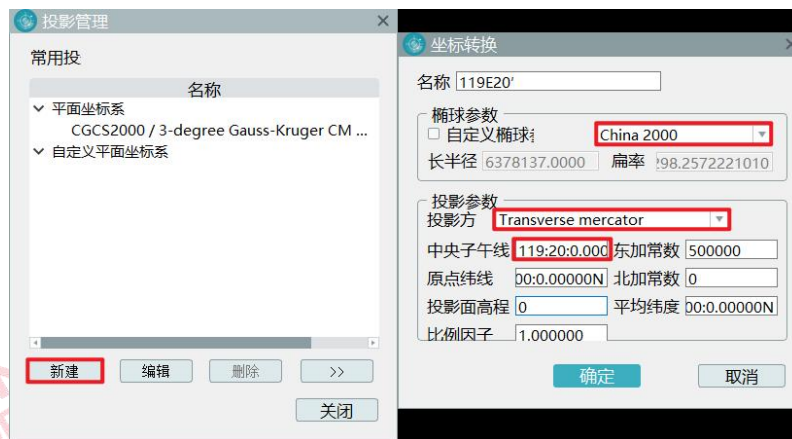 投影管理
常用投
名称
平面坐标系
CGCS2000 / 3-degree Gauss-Kruger CM ...
自定义平面坐标系
新建 编辑 删除 >>
关闭
坐标转换
名称 119E20'
椭球参数
自定义椭球 China 2000
长半径 6378137.0000 扁率 298.2572221010
投影参数
投影方 Transverse mercator
中央子午线 119:20:0.000 东加常数 500000
原点纬线 00:0.00000N 北加常数 0
投影面高程 0 平均纬度 00:0.00000N
比例因子 1.000000
确定 取消